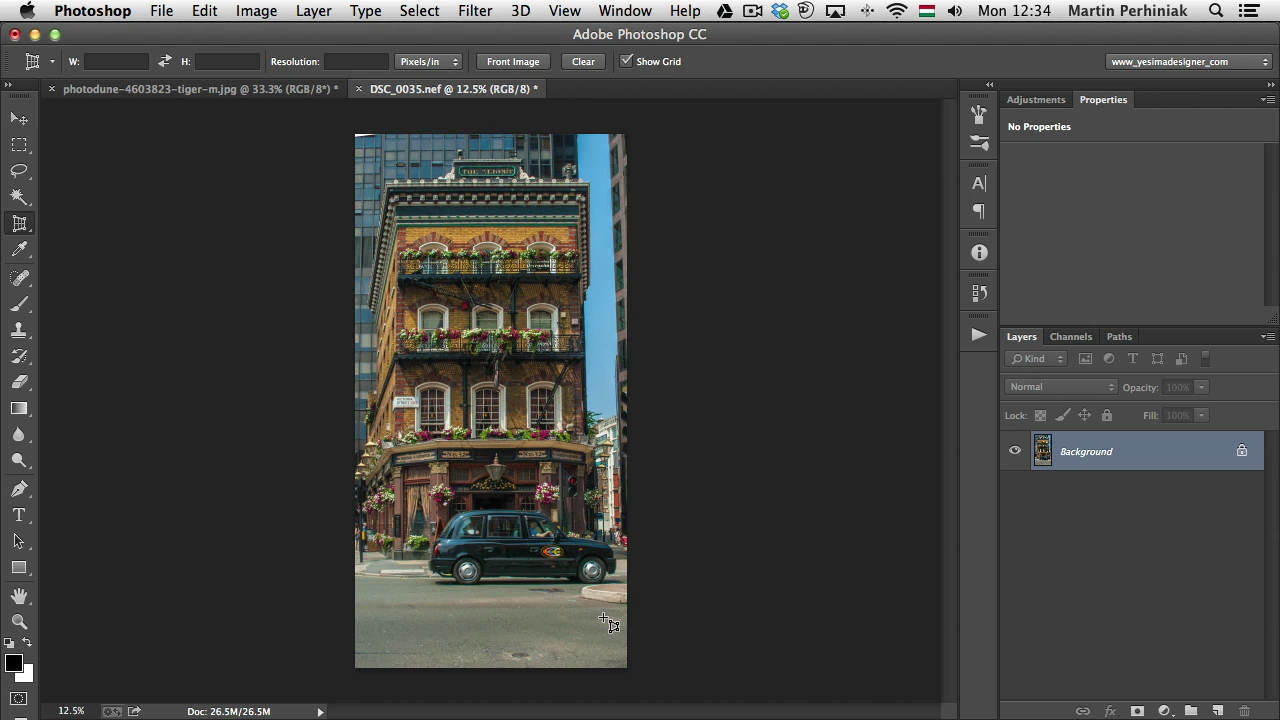 Photoshop File Edit Image Layer Type Select Filter 3D View Window Help Mon 12:34 Martin Perhiniak
Adobe Photoshop CC
W: H: Resolution: Pixels/in Front Image Clear Show Grid www_yesimadesigner_com
photodune-4603823-tiger-m.jpg @ 33.3% (RGB/8*) * DSC_0035.nef @ 12.5% (RGB/8) *
Adjustments Properties
No Properties
THE ALBERT
Layers Channels Paths
Kind
Normal Opacity: 100%
Lock: Fill: 100%
Background
12.5% Doc: 26.5M/26.5M